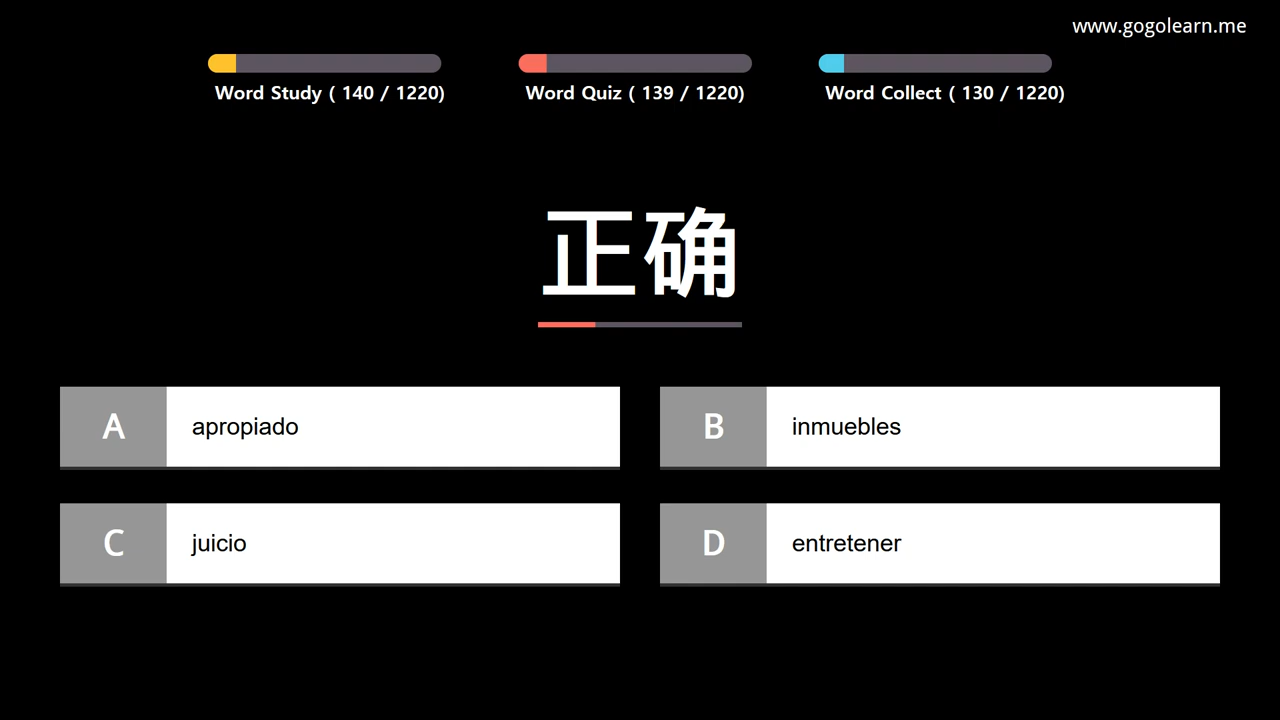 www.gogolearn.me
Word Study ( 140 / 1220)
Word Quiz ( 139 / 1220)
Word Collect ( 130 / 1220)
正确
A apropiado
B inmuebles
C juicio
D entretener